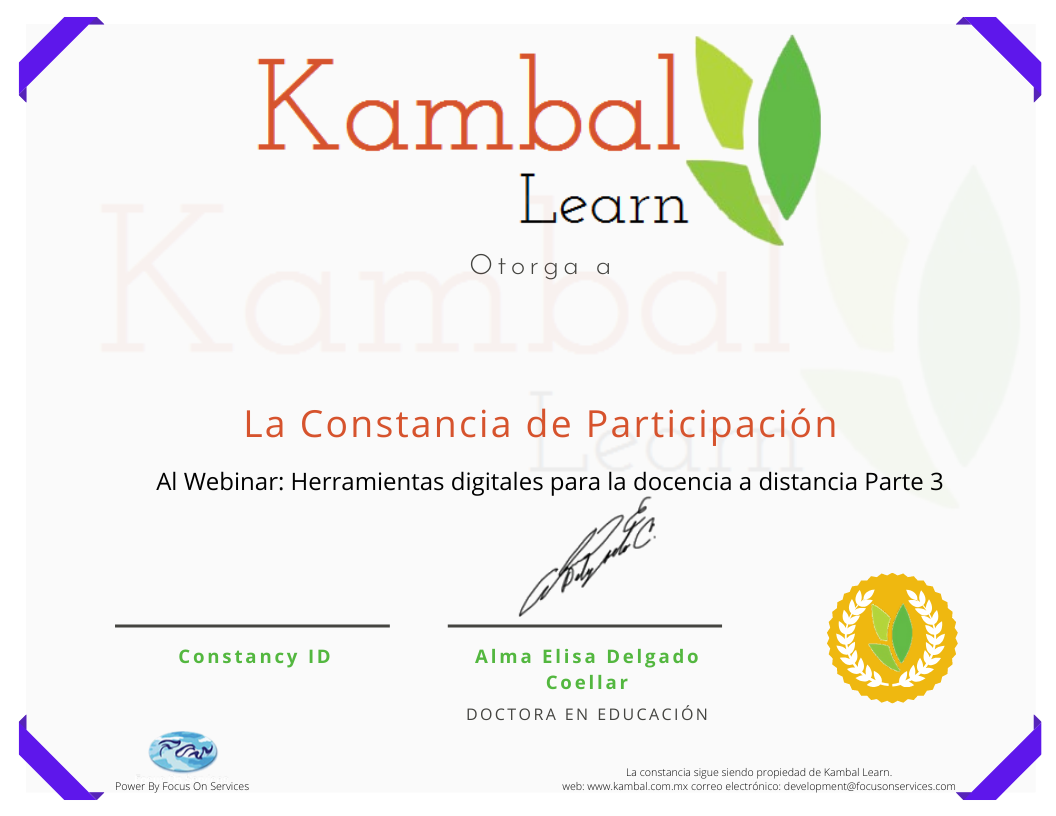 Kambal
Learn
Otorga a
La Constancia de Participación
Al Webinar: Herramientas digitales para la docencia a distancia Parte 3
Constancy ID
Alma Elisa Delgado
Coellar
DOCTORA EN EDUCACIÓN
Power By Focus On Services
La constancia sigue siendo propiedad de Kambal Learn.
web: www.kambal.com.mx correo electrónico: development@focusonservices.com